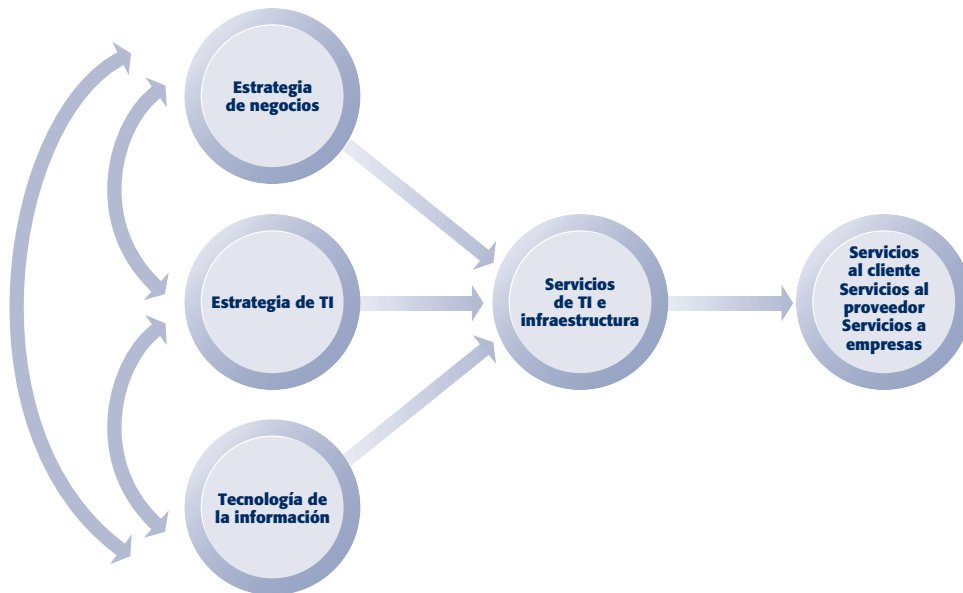 Estrategia
de negocios
Estrategia de TI
Servicios
de TI e
infraestructura
Servicios
al cliente
Servicios al
proveedor
Servicios a
empresas
Tecnología de
la información